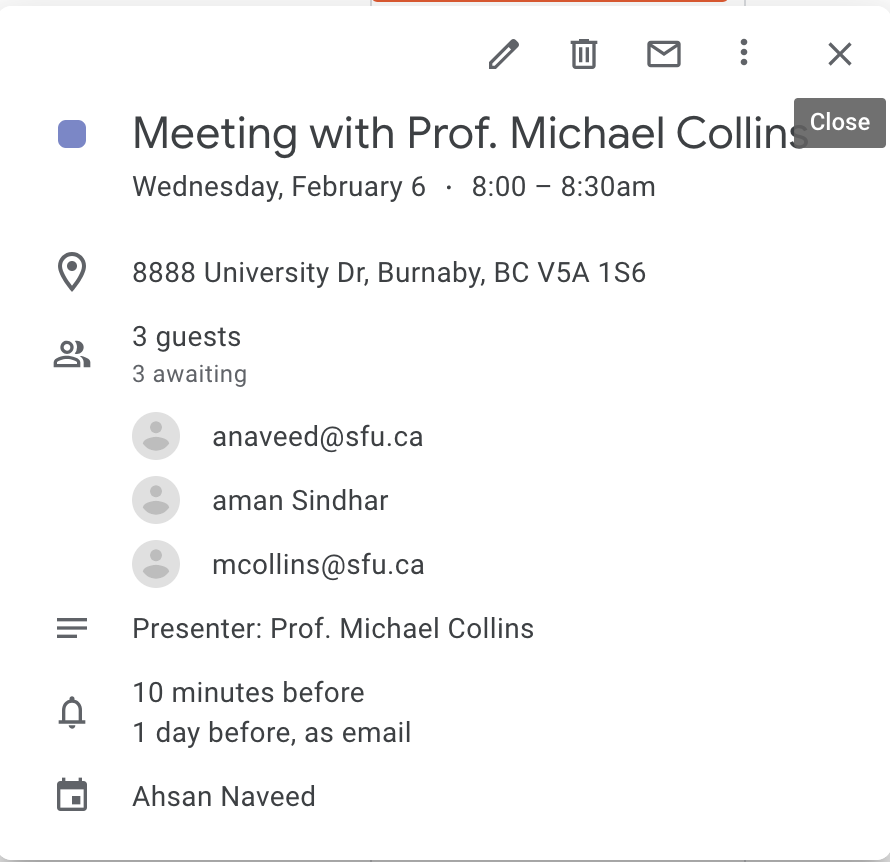 Close
Meeting with Prof. Michael Collins
Wednesday, February 6 · 8:00 – 8:30am
8888 University Dr, Burnaby, BC V5A 1S6
3 guests
3 awaiting
anaveed@sfu.ca
aman Sindhar
mcollins@sfu.ca
Presenter: Prof. Michael Collins
10 minutes before
1 day before, as email
Ahsan Naveed